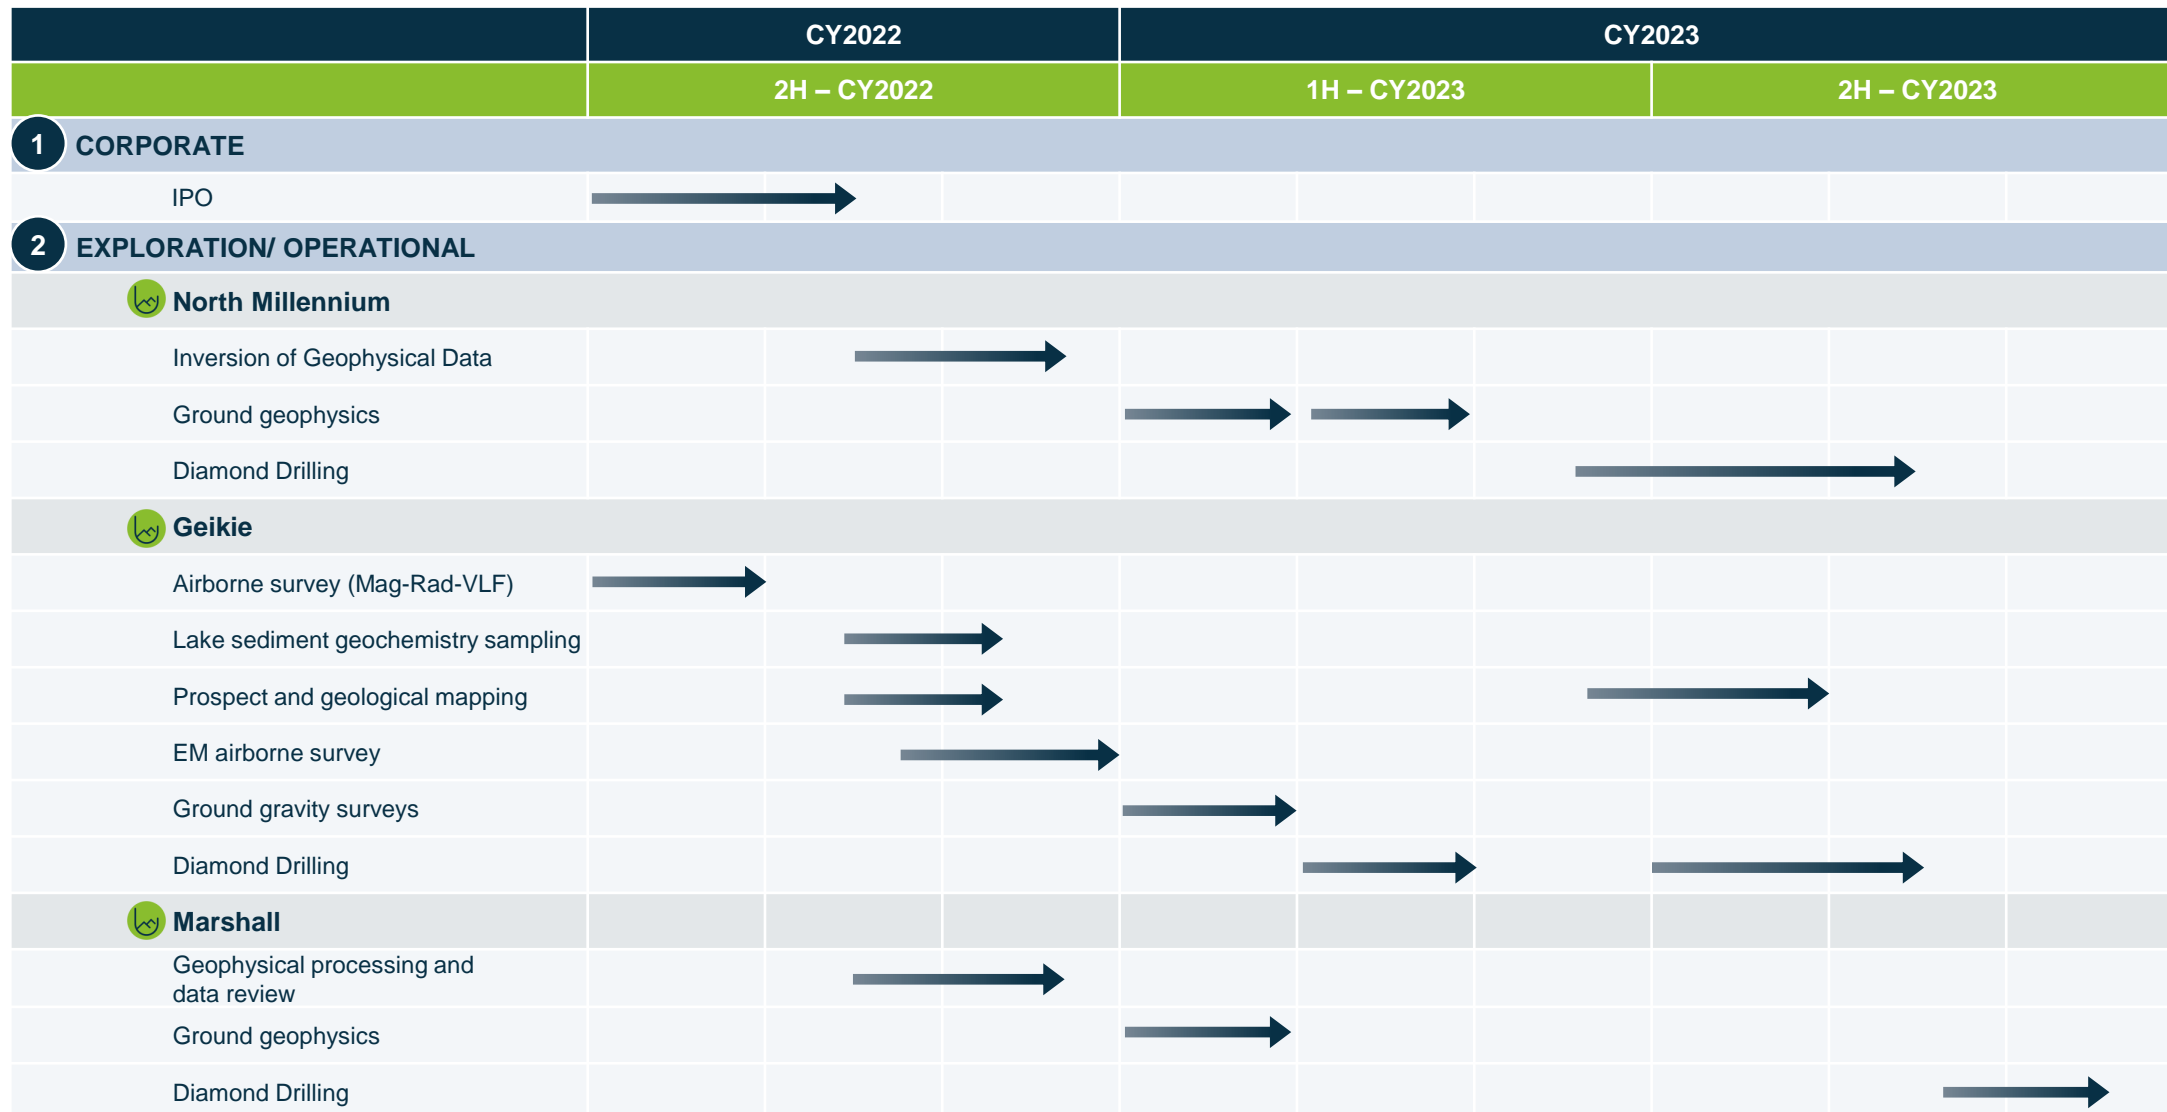 CY2022 CY2023
2H – CY2022 1H – CY2023 2H – CY2023
1 CORPORATE
IPO
2 EXPLORATION/ OPERATIONAL
North Millennium
Inversion of Geophysical Data
Ground geophysics
Diamond Drilling
Geikie
Airborne survey (Mag-Rad-VLF)
Lake sediment geochemistry sampling
Prospect and geological mapping
EM airborne survey
Ground gravity surveys
Diamond Drilling
Marshall
Geophysical processing and
data review
Ground geophysics
Diamond Drilling